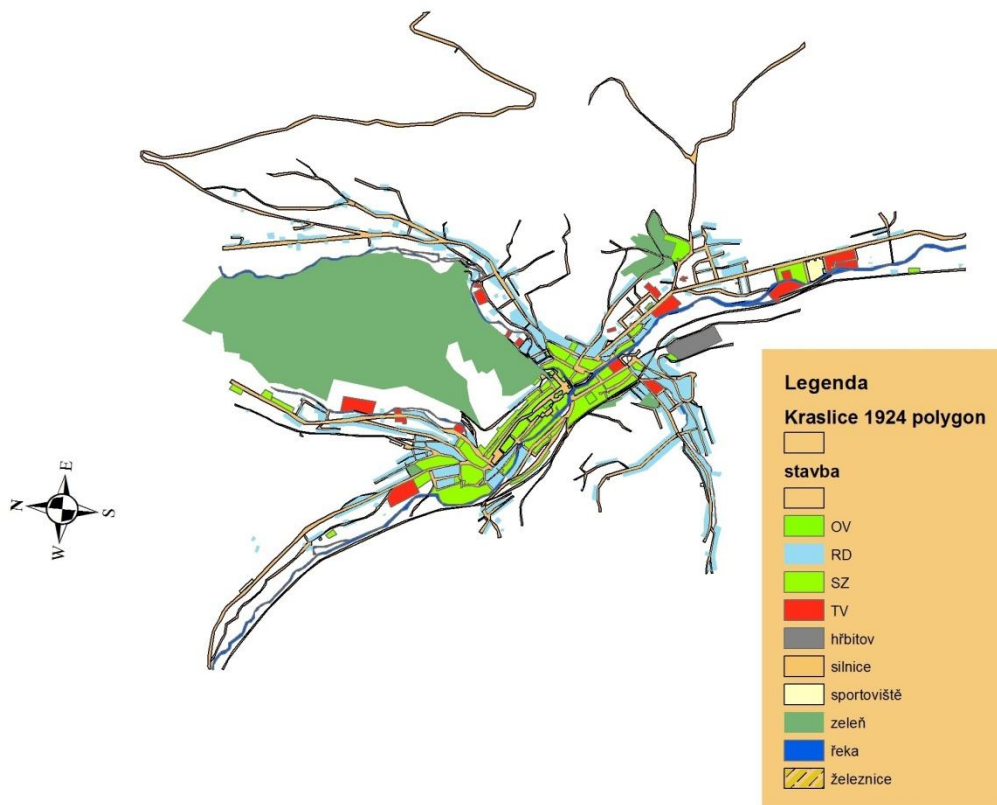 N
E
W
S
Legenda
Kraslice 1924 polygon
stavba
OV
RD
SZ
TV
hřbitov
silnice
sportoviště
zeleň
řeka
železnice